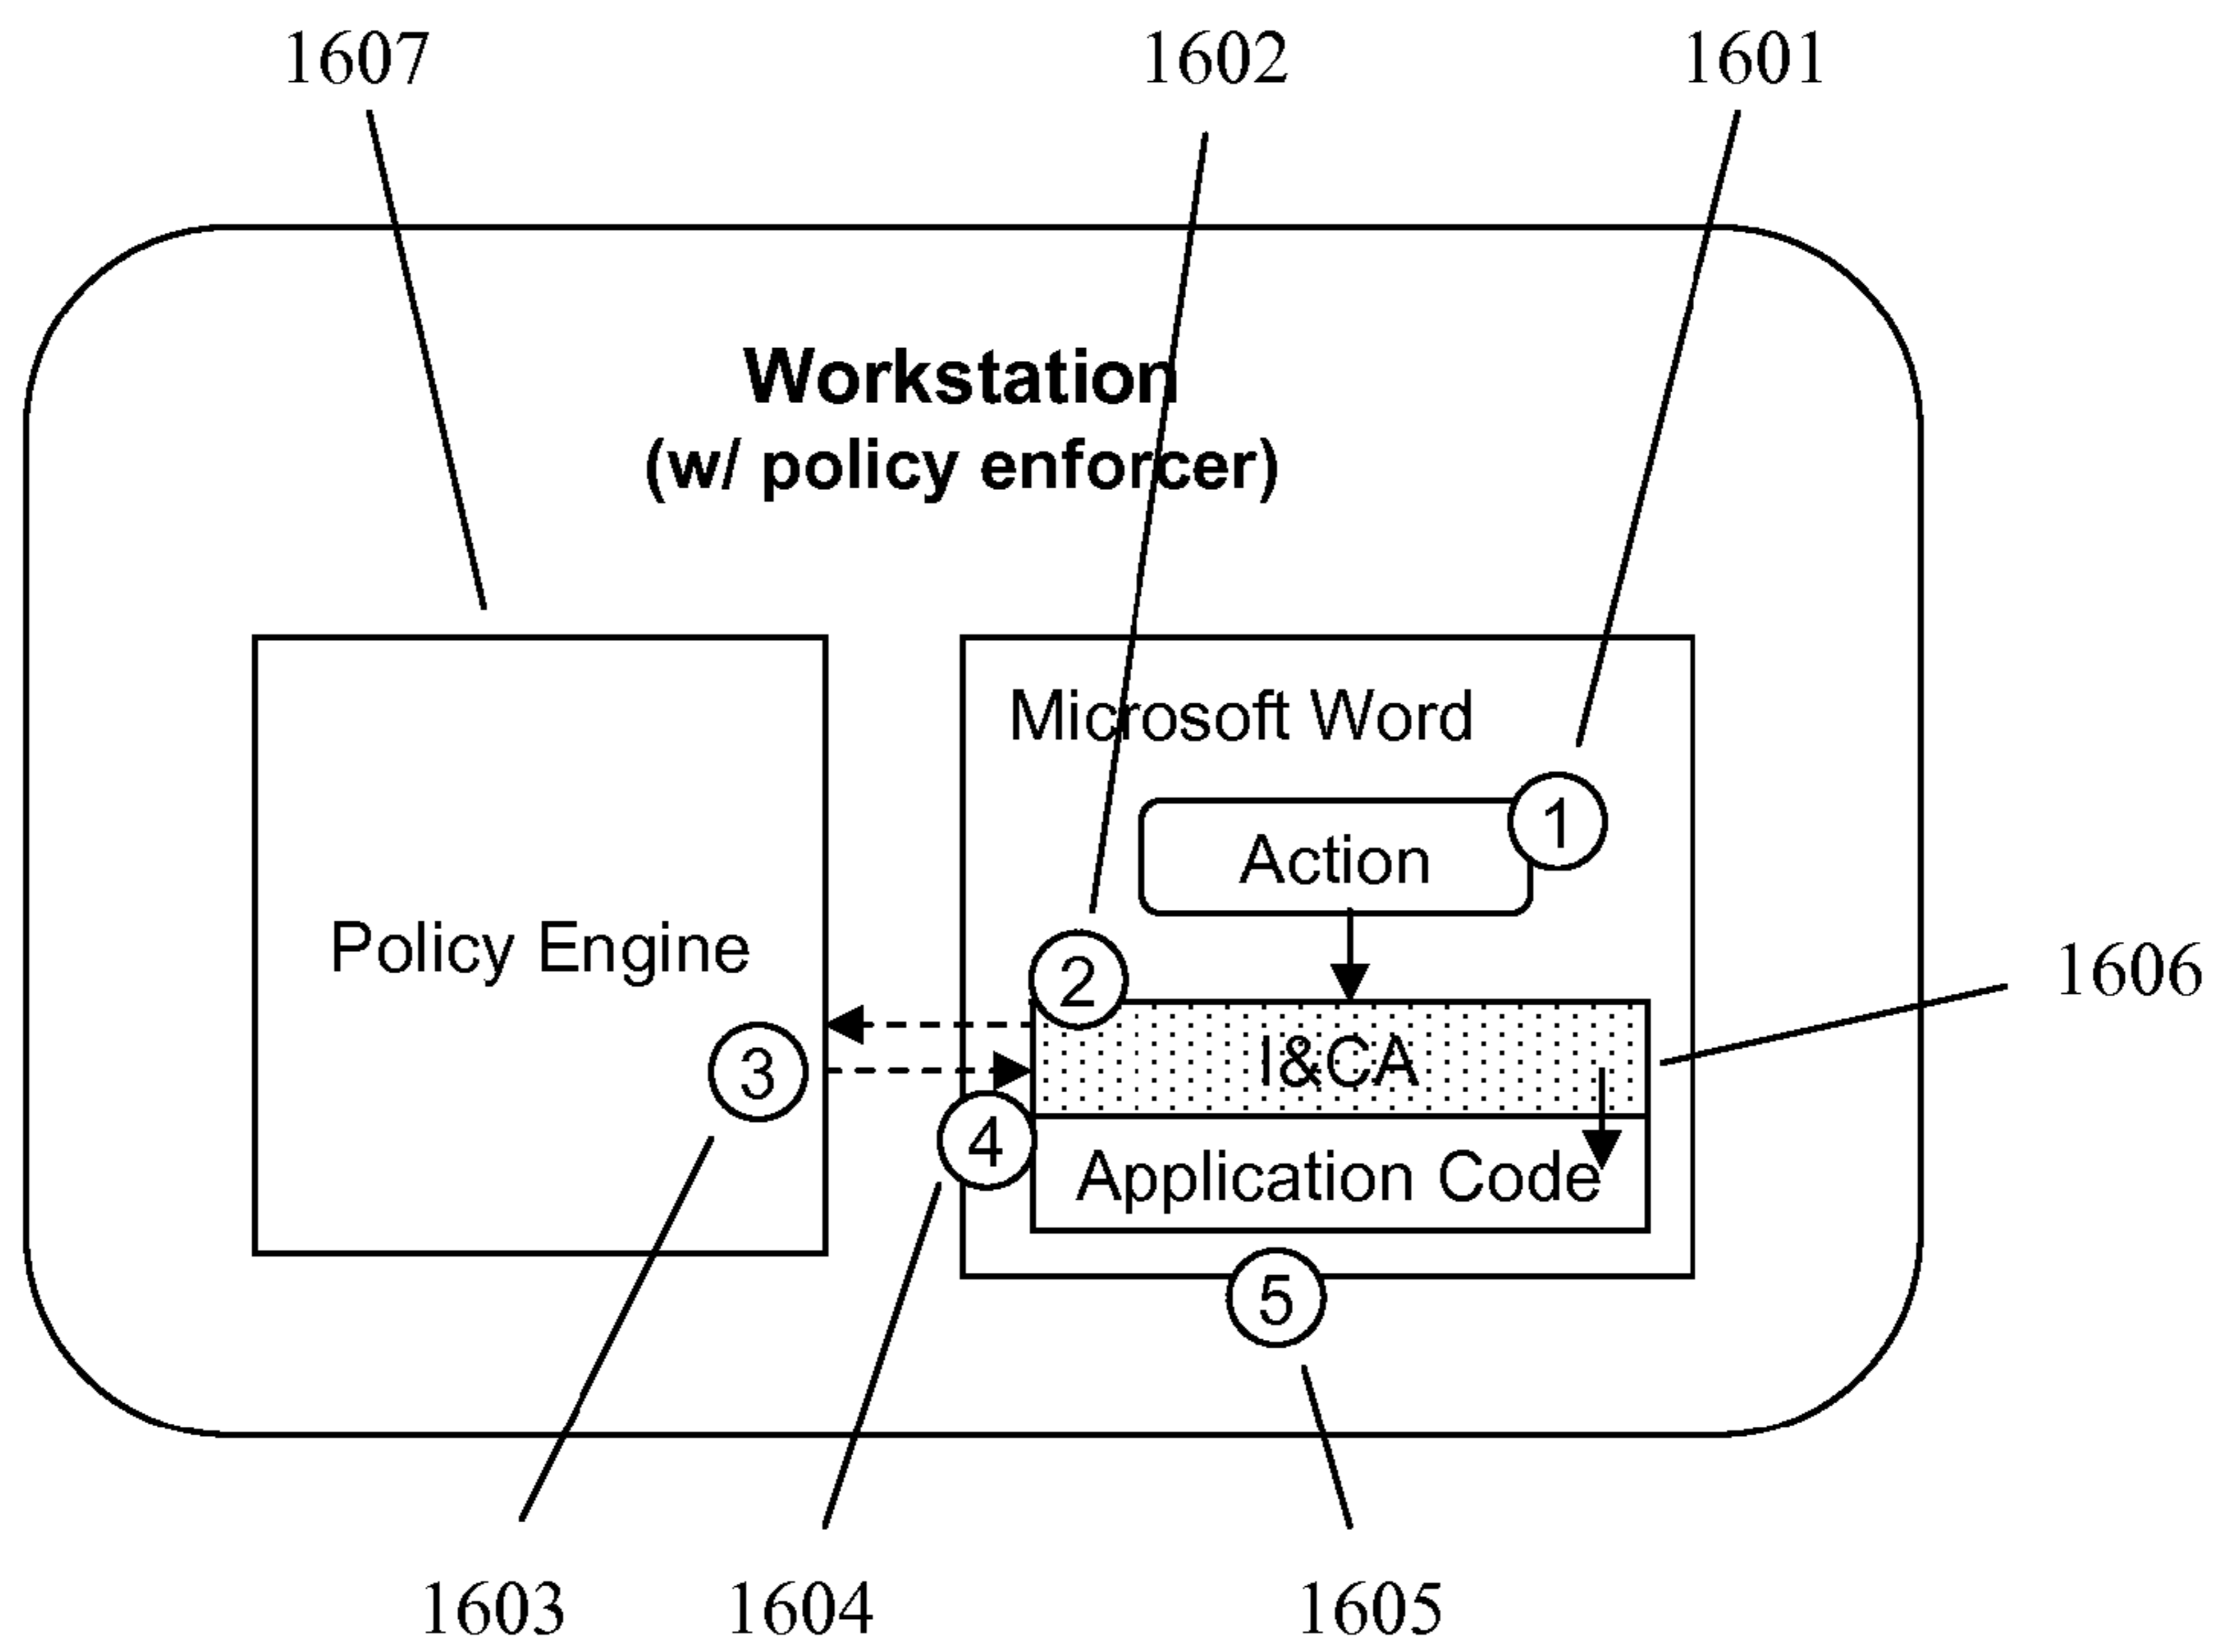 1607
1602
1601
Workstation
(w/ policy enforcer)
Microsoft Word
1
Action
Policy Engine
2
1606
I&CA
3
4
Application Code
5
1603
1604
1605